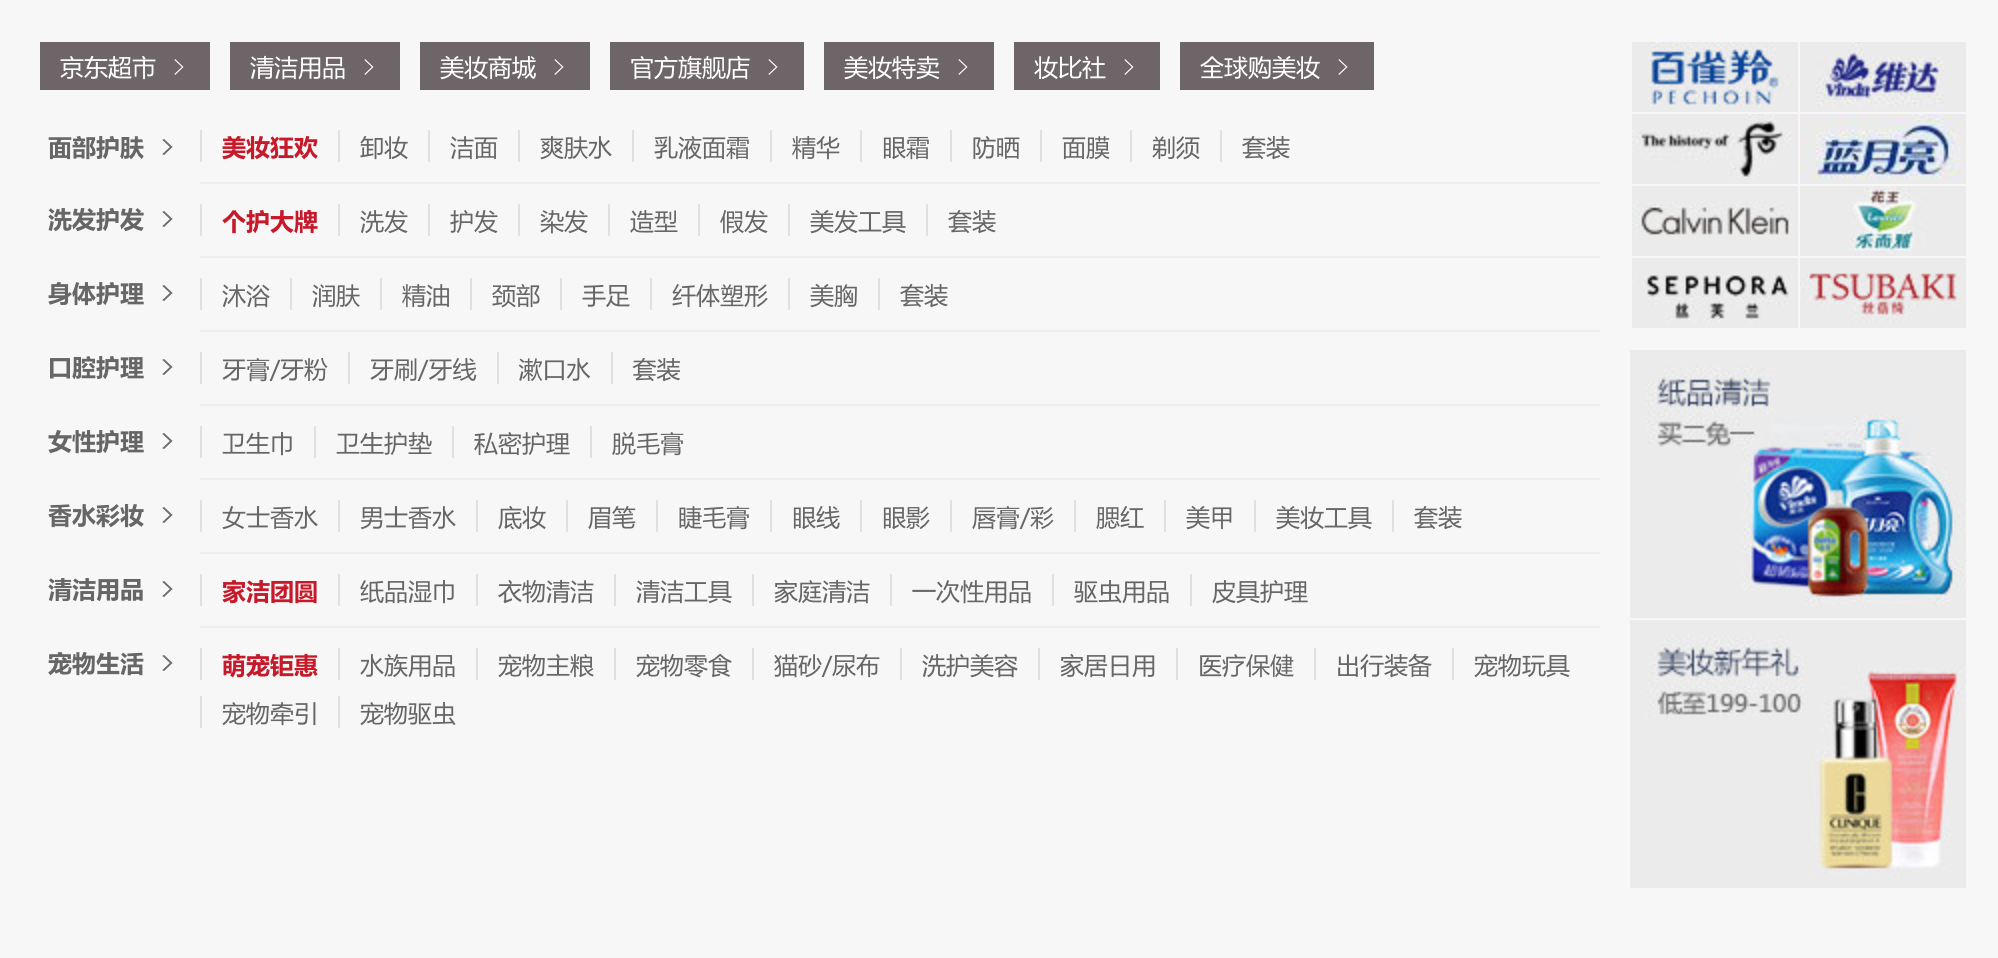 京东超市 清洁用品 美妆商城 官方旗舰店 美妆特卖 妆比社 全球购美妆
面部护肤 美妆狂欢 卸妆 洁面 爽肤水 乳液面霜 精华 眼霜 防晒 面膜 剃须 套装
洗发护发 个护大牌 洗发 护发 染发 造型 假发 美发工具 套装
身体护理 沐浴 润肤 精油 颈部 手足 纤体塑形 美胸 套装
口腔护理 牙膏/牙粉 牙刷/牙线 漱口水 套装
女性护理 卫生巾 卫生护垫 私密护理 脱毛膏
香水彩妆 女士香水 男士香水 底妆 眉笔 睫毛膏 眼线 眼影 唇膏/彩 腮红 美甲 美妆工具 套装
清洁用品 家洁团圆 纸品湿巾 衣物清洁 清洁工具 家庭清洁 一次性用品 驱虫用品 皮具护理
宠物生活 萌宠钜惠 水族用品 宠物主粮 宠物零食 猫砂/尿布 洗护美容 家居日用 医疗保健 出行装备 宠物玩具
宠物牵引 宠物驱虫
百雀羚®
PECHOIN
Vinda 维达
The history of 后
蓝月亮
Calvin Klein
花王
Laurier
乐而雅
SEPHORA
丝芙兰
TSUBAKI
丝蓓绮
纸品清洁
买二免一
Vinda
月亮
美妆新年礼
低至199-100
CLINIQUE